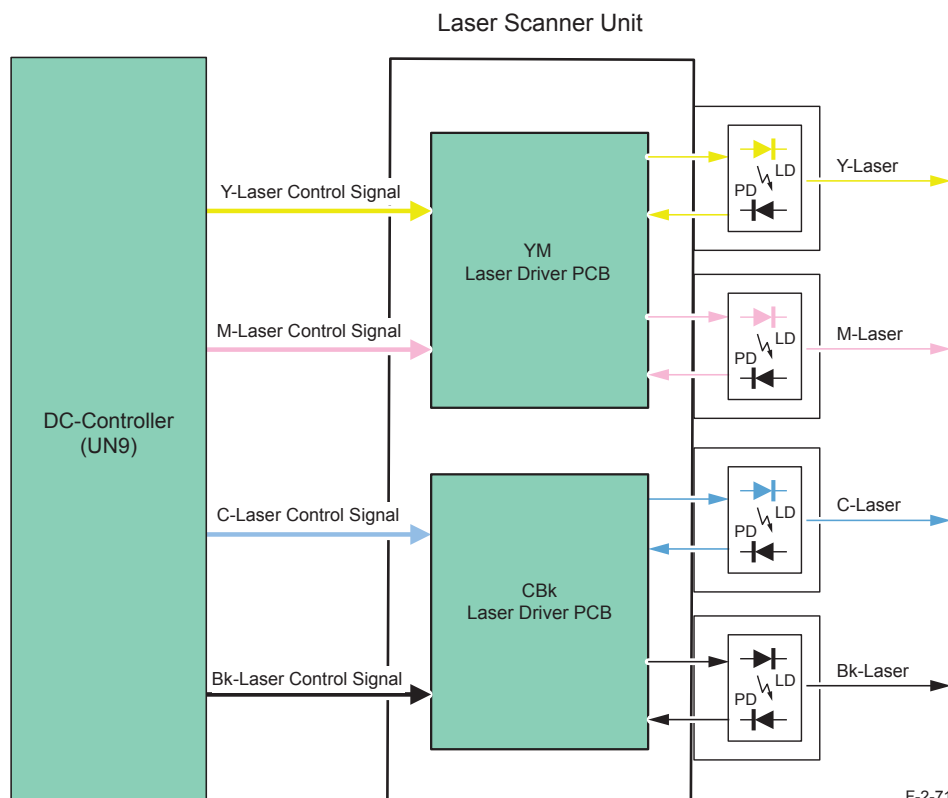 Laser Scanner Unit
DC-Controller
(UN9)
Y-Laser Control Signal
M-Laser Control Signal
C-Laser Control Signal
Bk-Laser Control Signal
YM
Laser Driver PCB
CBk
Laser Driver PCB
LD
PD
Y-Laser
LD
PD
M-Laser
LD
PD
C-Laser
LD
PD
Bk-Laser